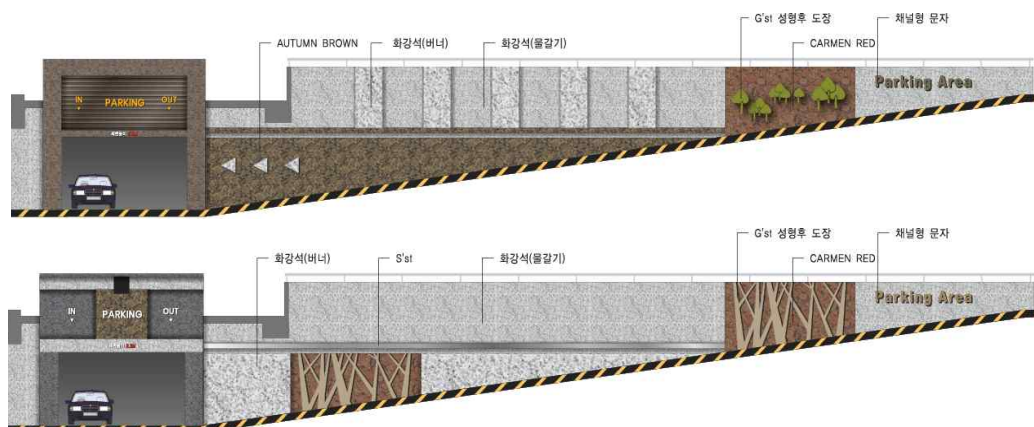 G'st 성형후 도장
채널형 문자
AUTUMN BROWN
화강석(버너)
화강석(물갈기)
CARMEN RED
Parking Area
IN
PARKING
OUT
G'st 성형후 도장
채널형 문자
화강석(버너)
S'st
화강석(물갈기)
CARMEN RED
Parking Area
IN
PARKING
OUT